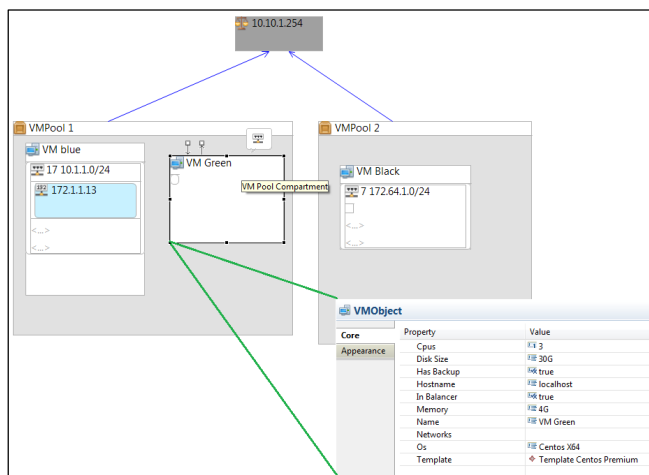 10.10.1.254
VMPool 1
VMPool 2
VM blue
17 10.1.1.0/24
172.1.1.13
<...>
<...>
VM Green
VM Pool Compartment
VM Black
7 172.64.1.0/24
<...>
<...>
VMObject
Core
Appearance
Property Value
Cpus 3
Disk Size 30G
Has Backup true
Hostname localhost
In Balancer true
Memory 4G
Name VM Green
Networks
Os Centos X64
Template Template Centos Premium